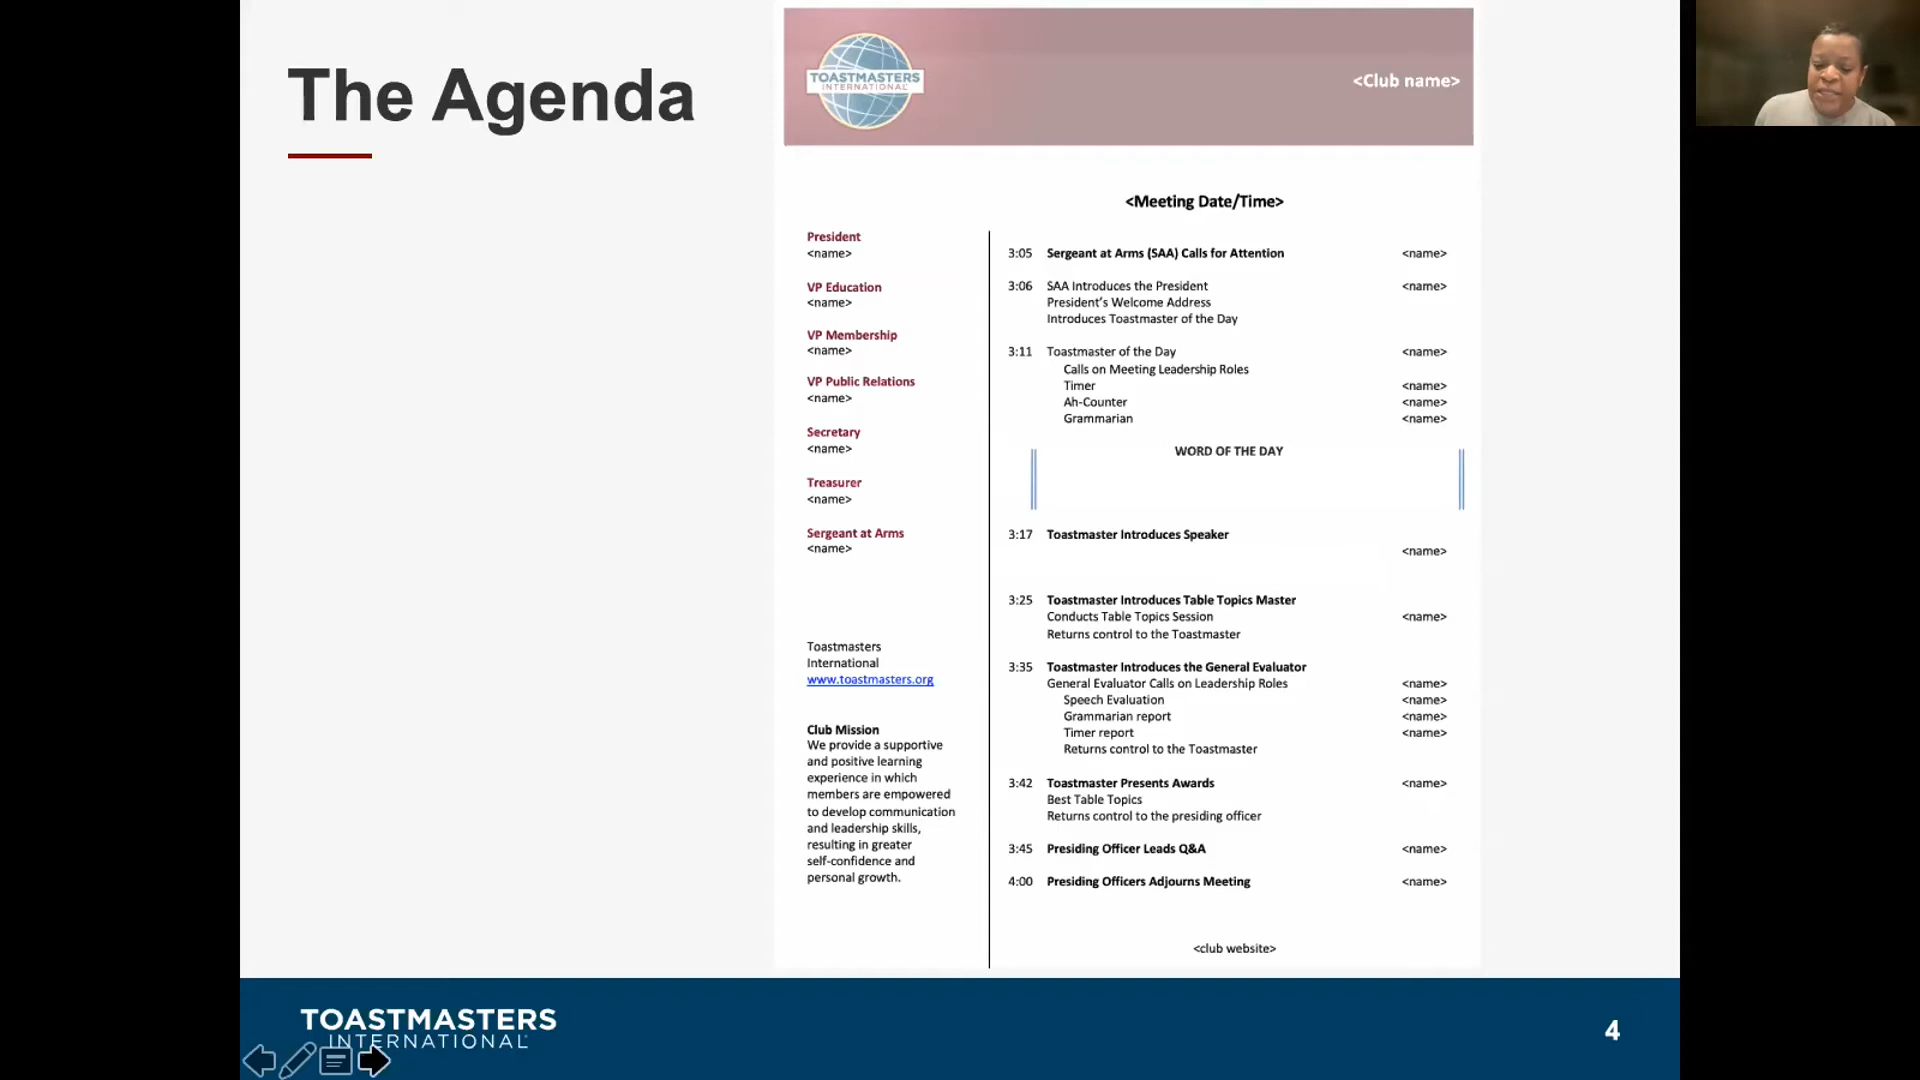 The Agenda
TOASTMASTERS
INTERNATIONAL
<Club name>
<Meeting Date/Time>
President
<name>
VP Education
<name>
VP Membership
<name>
VP Public Relations
<name>
Secretary
<name>
Treasurer
<name>
Sergeant at Arms
<name>
Toastmasters
International
www.toastmasters.org
Club Mission
We provide a supportive
and positive learning
experience in which
members are empowered
to develop communication
and leadership skills,
resulting in greater
self-confidence and
personal growth.
3:05 Sergeant at Arms (SAA) Calls for Attention <name>
3:06 SAA Introduces the President <name>
President's Welcome Address
Introduces Toastmaster of the Day
3:11 Toastmaster of the Day <name>
Calls on Meeting Leadership Roles
Timer <name>
Ah-Counter <name>
Grammarian <name>
WORD OF THE DAY
3:17 Toastmaster Introduces Speaker
<name>
3:25 Toastmaster Introduces Table Topics Master
Conducts Table Topics Session <name>
Returns control to the Toastmaster
3:35 Toastmaster Introduces the General Evaluator
General Evaluator Calls on Leadership Roles <name>
Speech Evaluation <name>
Grammarian report <name>
Timer report <name>
Returns control to the Toastmaster
3:42 Toastmaster Presents Awards <name>
Best Table Topics
Returns control to the presiding officer
3:45 Presiding Officer Leads Q&A <name>
4:00 Presiding Officers Adjourns Meeting <name>
<club website>
TOASTMASTERS
INTERNATIONAL
4